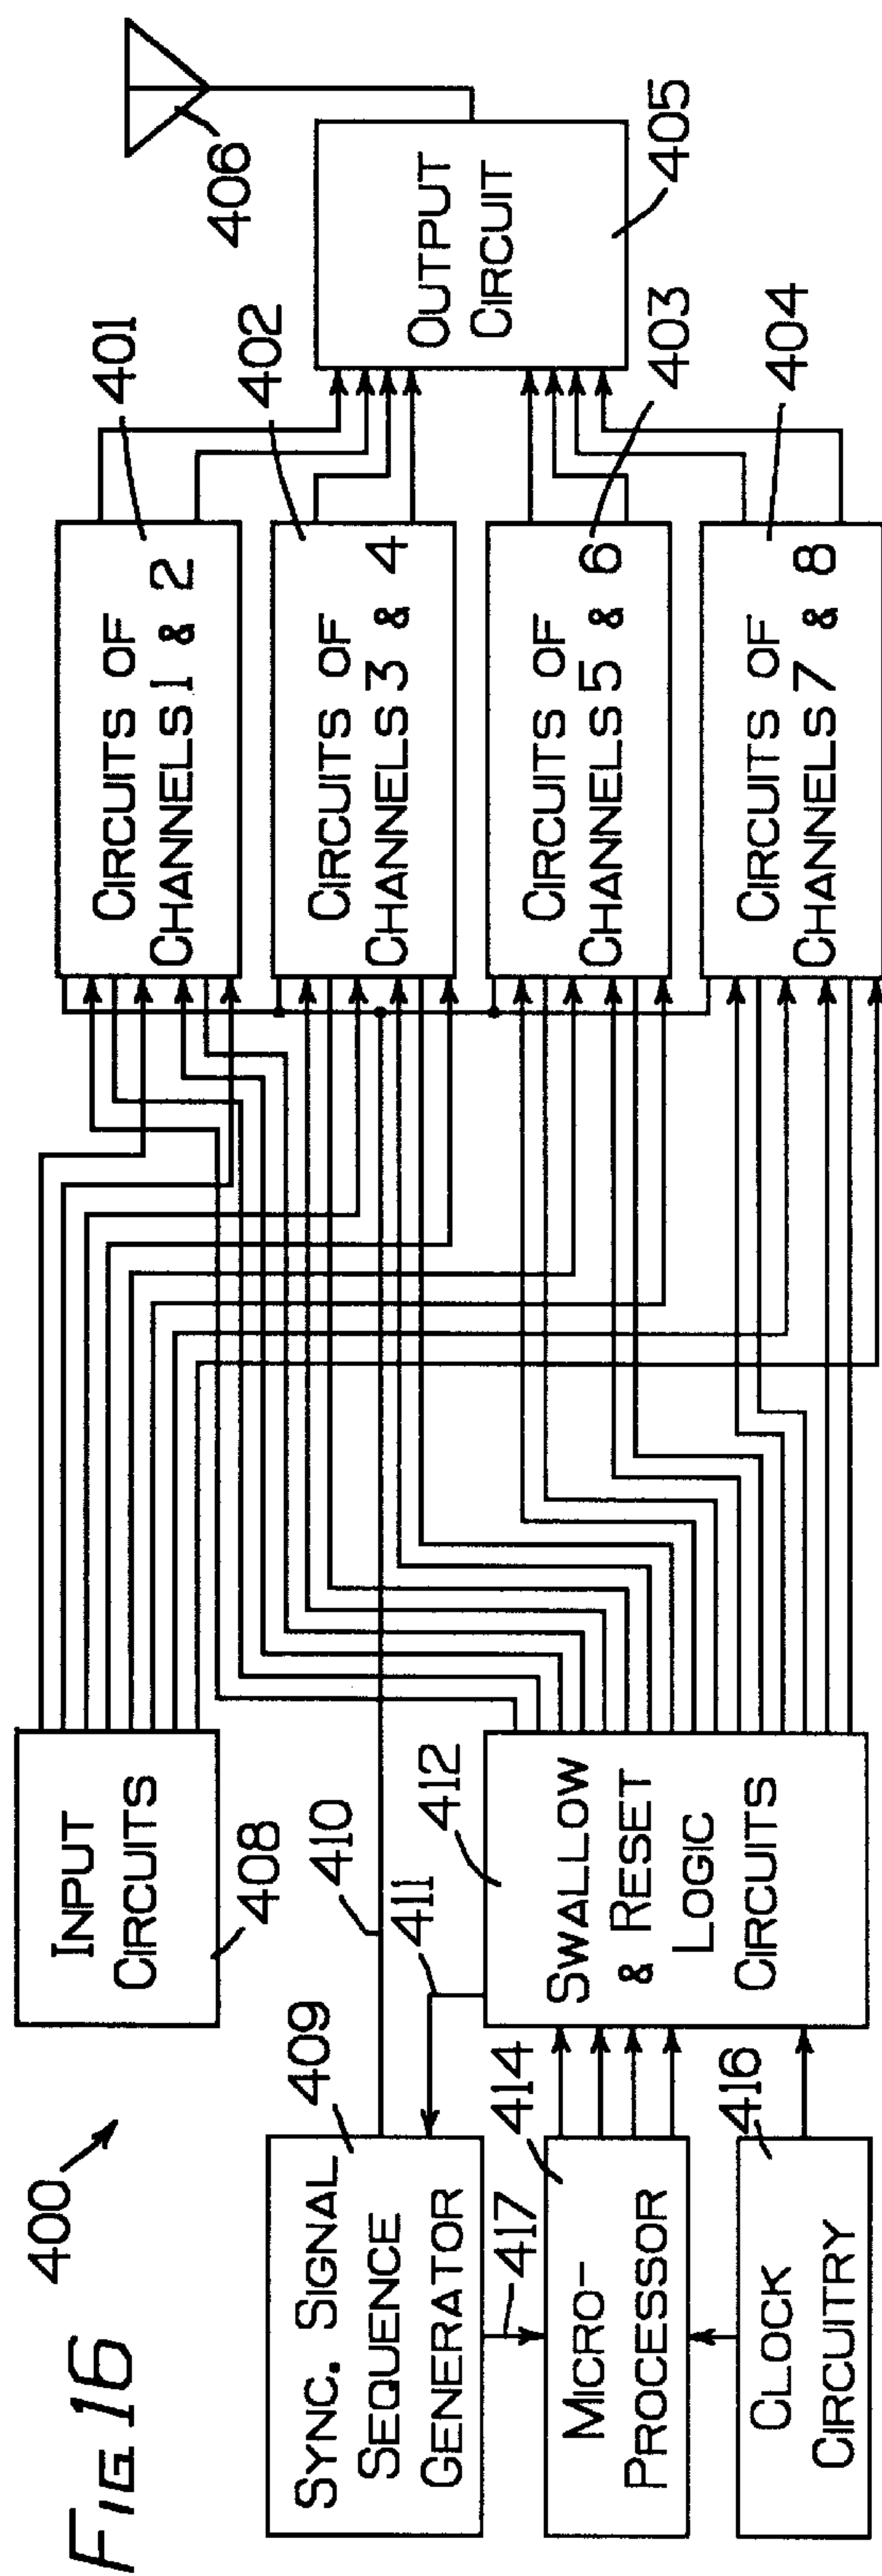 FIG. 16
400
INPUT
CIRCUITS
408
SYNC. SIGNAL
SEQUENCE
GENERATOR
409
410
411
412
SWALLOW
& RESET
LOGIC
CIRCUITS
417
414
MICRO-
PROCESSOR
416
CLOCK
CIRCUITRY
401
CIRCUITS OF
CHANNELS 1 & 2
402
CIRCUITS OF
CHANNELS 3 & 4
403
CIRCUITS OF
CHANNELS 5 & 6
404
CIRCUITS OF
CHANNELS 7 & 8
OUTPUT
CIRCUIT
405
406